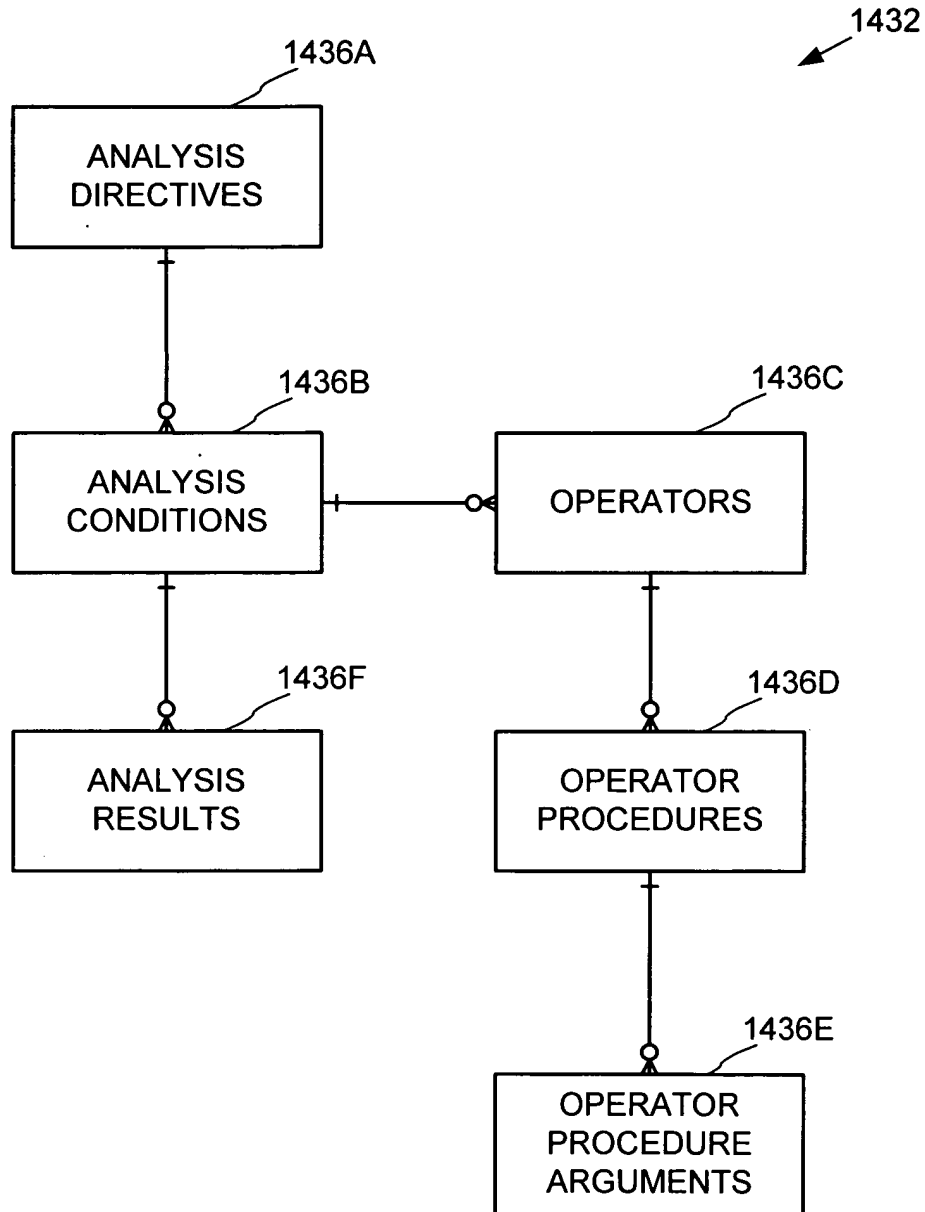 1432
1436A
ANALYSIS
DIRECTIVES
1436B
ANALYSIS
CONDITIONS
1436C
OPERATORS
1436F
ANALYSIS
RESULTS
1436D
OPERATOR
PROCEDURES
1436E
OPERATOR
PROCEDURE
ARGUMENTS